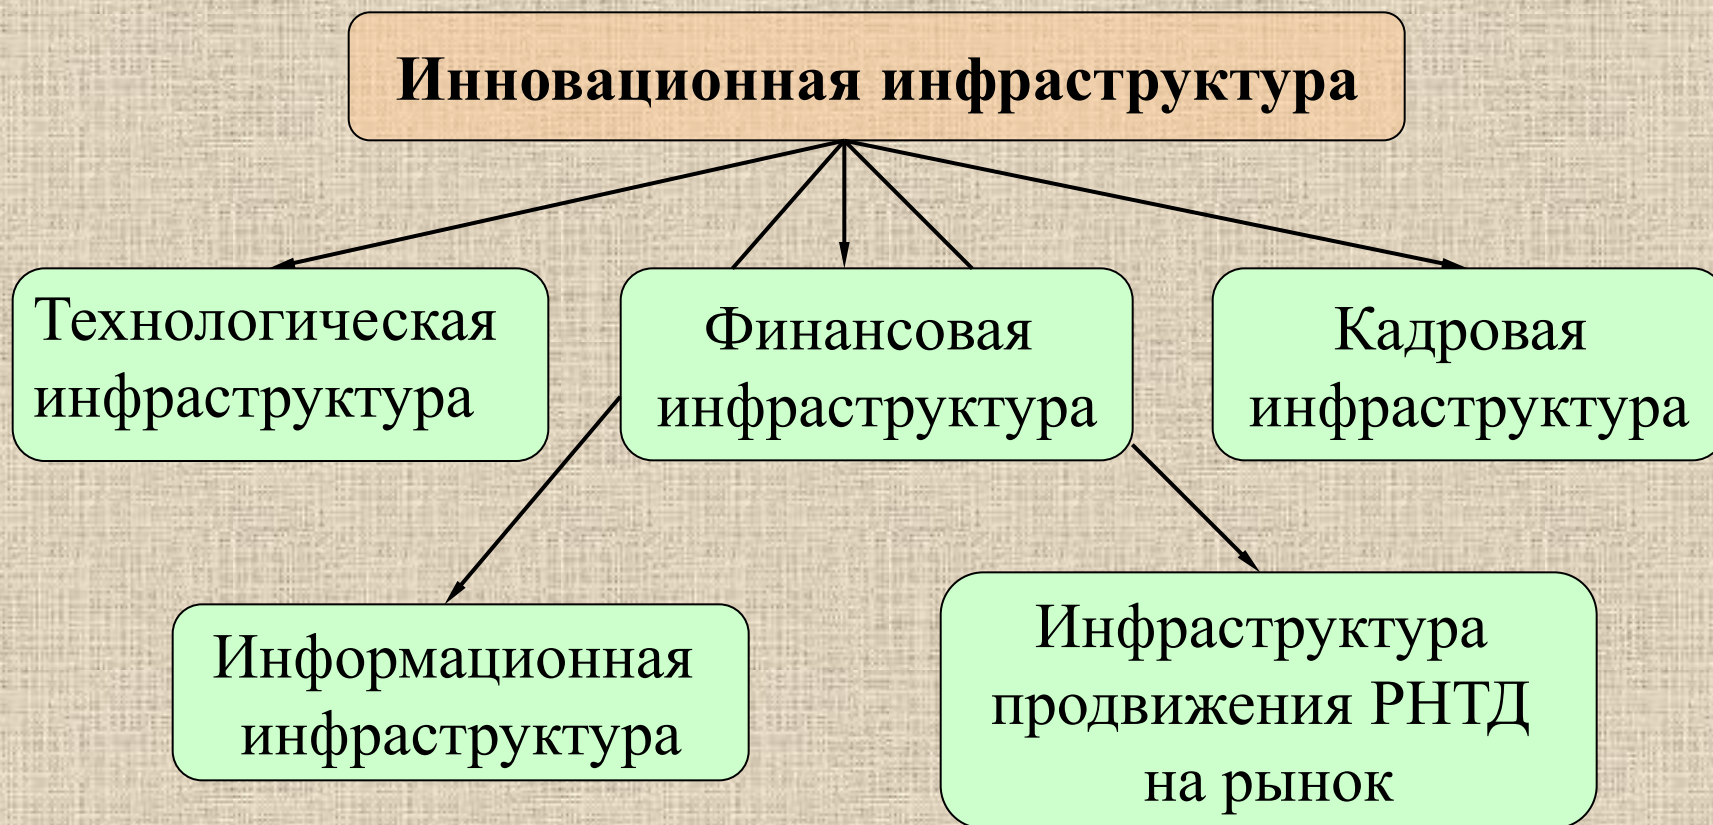 Инновационная инфраструктура
Технологическая
инфраструктура
Финансовая
инфраструктура
Кадровая
инфраструктура
Информационная
инфраструктура
Инфраструктура
продвижения РНТД
на рынок